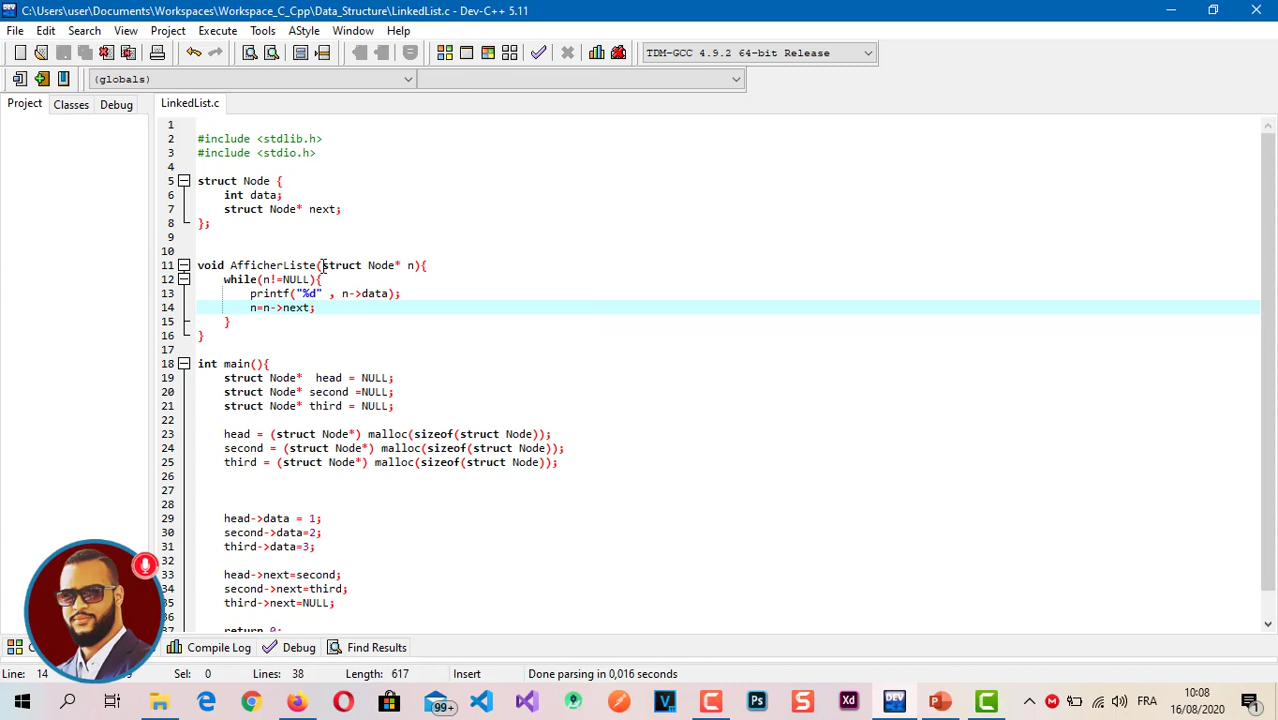 C:\Users\user\Documents\Workspaces\Workspace_C_Cpp\Data_Structure\LinkedList.c - Dev-C++ 5.11
File Edit Search View Project Execute Tools AStyle Window Help
TDM-GCC 4.9.2 64-bit Release
(globals)
Project Classes Debug LinkedList.c
1
2 #include <stdlib.h>
3 #include <stdio.h>
4
5 struct Node {
6 int data;
7 struct Node* next;
8 };
9
10
11 void AfficherListe(struct Node* n){
12 while(n!=NULL){
13 printf("%d" , n->data);
14 n=n->next;
15 }
16 }
17
18 int main(){
19 struct Node*  head = NULL;
20 struct Node* second =NULL;
21 struct Node* third = NULL;
22
23 head = (struct Node*) malloc(sizeof(struct Node));
24 second = (struct Node*) malloc(sizeof(struct Node));
25 third = (struct Node*) malloc(sizeof(struct Node));
26
27
28
29 head->data = 1;
30 second->data=2;
31 third->data=3;
32
33 head->next=second;
34 second->next=third;
35 third->next=NULL;
36
return 0;
Compile Log Debug Find Results
Line: 14 Sel: 0 Lines: 38 Length: 617 Insert Done parsing in 0,016 seconds
99+ V C Ps S Xd DEV P C FRA 10:08
16/08/2020 1